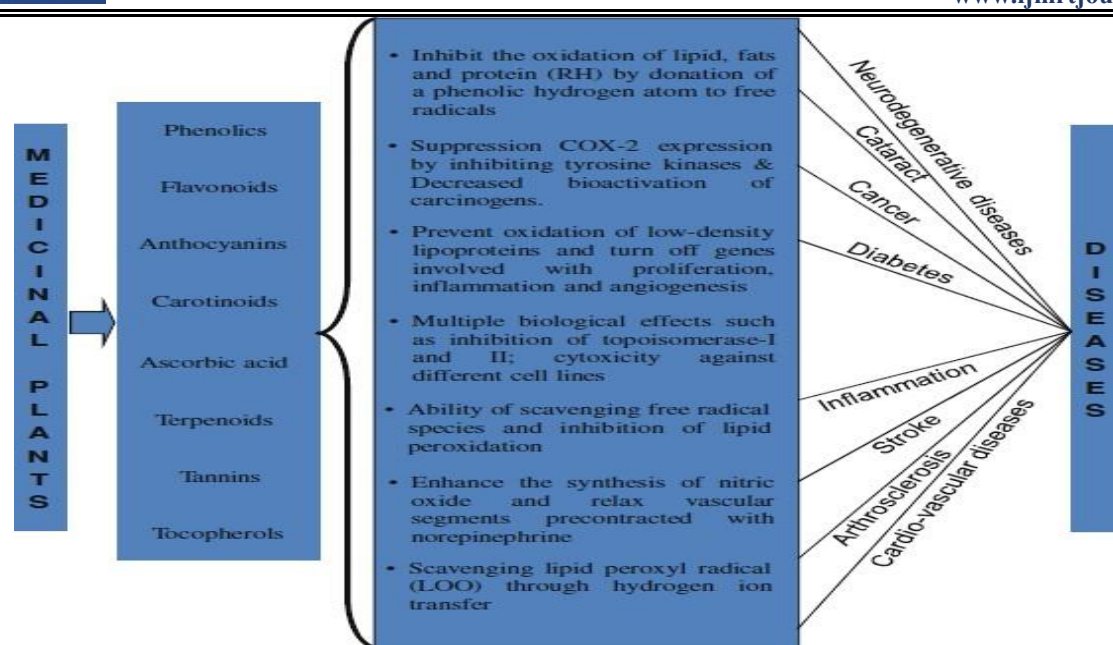 MEDICINAL PLANTS
Phenolics
Flavonoids
Anthocyanins
Carotinoids
Ascorbic acid
Terpenoids
Tannins
Tocopherols
• Inhibit the oxidation of lipid, fats
and protein (RH) by donation of
a phenolic hydrogen atom to free
radicals
• Suppression COX-2 expression
by inhibiting tyrosine kinases &
Decreased bioactivation of
carcinogens.
• Prevent oxidation of low-density
lipoproteins and turn off genes
involved with proliferation,
inflammation and angiogenesis
• Multiple biological effects such
as inhibition of topoisomerase-I
and II; cytoxicity against
different cell lines
• Ability of scavenging free radical
species and inhibition of lipid
peroxidation
• Enhance the synthesis of nitric
oxide and relax vascular
segments precontracted with
norepinephrine
• Scavenging lipid peroxyl radical
(LOO) through hydrogen ion
transfer
Neurodegenerative diseases
Cataract
Cancer
Diabetes
Inflammation
Stroke
Arthrosclerosis
Cardio-vascular diseases
DISEASES